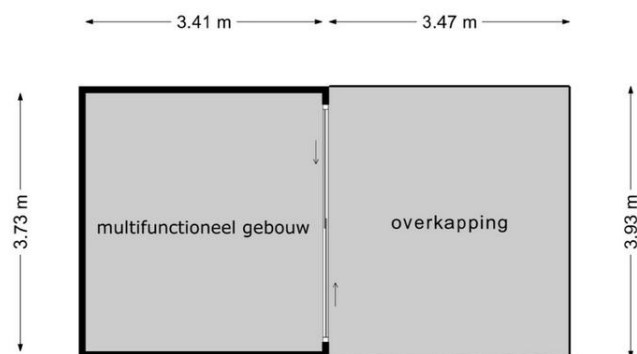 3.41 m
3.47 m
3.73 m
multifunctioneel gebouw
overkapping
3.93 m